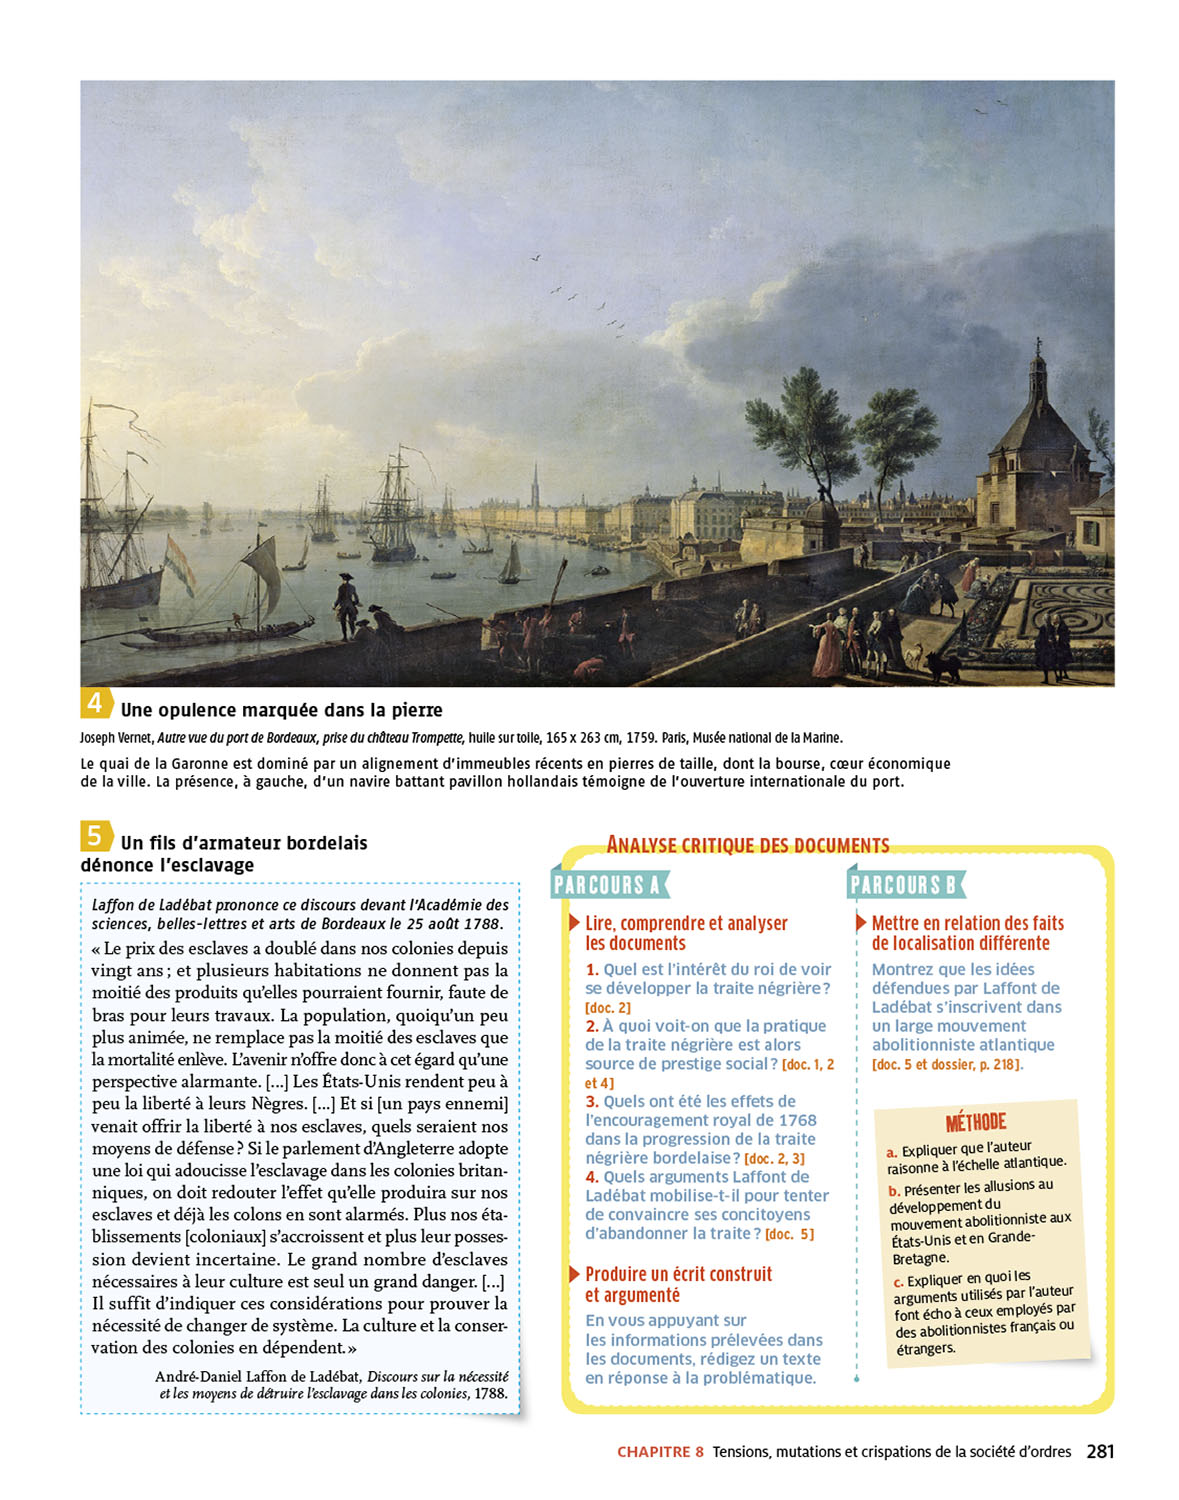 4 Une opulence marquée dans la pierre
Joseph Vernet, Autre vue du port de Bordeaux, prise du château Trompette, huile sur toile, 165 x 263 cm, 1759. Paris, Musée national de la Marine.
Le quai de la Garonne est dominé par un alignement d'immeubles récents en pierres de taille, dont la bourse, cœur économique
de la ville. La présence, à gauche, d'un navire battant pavillon hollandais témoigne de l'ouverture internationale du port.
5 Un fils d'armateur bordelais
dénonce l'esclavage
Laffon de Ladébat prononce ce discours devant l'Académie des
sciences, belles-lettres et arts de Bordeaux le 25 août 1788.
« Le prix des esclaves a doublé dans nos colonies depuis
vingt ans ; et plusieurs habitations ne donnent pas la
moitié des produits qu'elles pourraient fournir, faute de
bras pour leurs travaux. La population, quoiqu'un peu
plus animée, ne remplace pas la moitié des esclaves que
la mortalité enlève. L'avenir n'offre donc à cet égard qu'une
perspective alarmante. [...] Les États-Unis rendent peu à
peu la liberté à leurs Nègres. [...] Et si [un pays ennemi]
venait offrir la liberté à nos esclaves, quels seraient nos
moyens de défense ? Si le parlement d'Angleterre adopte
une loi qui adoucisse l'esclavage dans les colonies britan-
niques, on doit redouter l'effet qu'elle produira sur nos
esclaves et déjà les colons en sont alarmés. Plus nos éta-
blissements [coloniaux] s'accroissent et plus leur posses-
sion devient incertaine. Le grand nombre d'esclaves
nécessaires à leur culture est seul un grand danger. [...]
Il suffit d'indiquer ces considérations pour prouver la
nécessité de changer de système. La culture et la conser-
vation des colonies en dépendent. »
André-Daniel Laffon de Ladébat, Discours sur la nécessité
et les moyens de détruire l'esclavage dans les colonies, 1788.
ANALYSE CRITIQUE DES DOCUMENTS
PARCOURS A
Lire, comprendre et analyser
les documents
1. Quel est l'intérêt du roi de voir
se développer la traite négrière ?
[doc. 2]
2. À quoi voit-on que la pratique
de la traite négrière est alors
source de prestige social ? [doc. 1, 2
et 4]
3. Quels ont été les effets de
l'encouragement royal de 1768
dans la progression de la traite
négrière bordelaise ? [doc. 2, 3]
4. Quels arguments Laffont de
Ladébat mobilise-t-il pour tenter
de convaincre ses concitoyens
d'abandonner la traite ? [doc. 5]
Produire un écrit construit
et argumenté
En vous appuyant sur
les informations prélevées dans
les documents, rédigez un texte
en réponse à la problématique.
PARCOURS B
Mettre en relation des faits
de localisation différente
Montrez que les idées
défendues par Laffont de
Ladébat s'inscrivent dans
un large mouvement
abolitionniste atlantique
[doc. 5 et dossier, p. 218].
MÉTHODE
a. Expliquer que l'auteur
raisonne à l'échelle atlantique.
b. Présenter les allusions au
développement du
mouvement abolitionniste aux
États-Unis et en Grande-
Bretagne.
c. Expliquer en quoi les
arguments utilisés par l'auteur
font écho à ceux employés par
des abolitionnistes français ou
étrangers.
CHAPITRE 8 Tensions, mutations et crispations de la société d'ordres 281